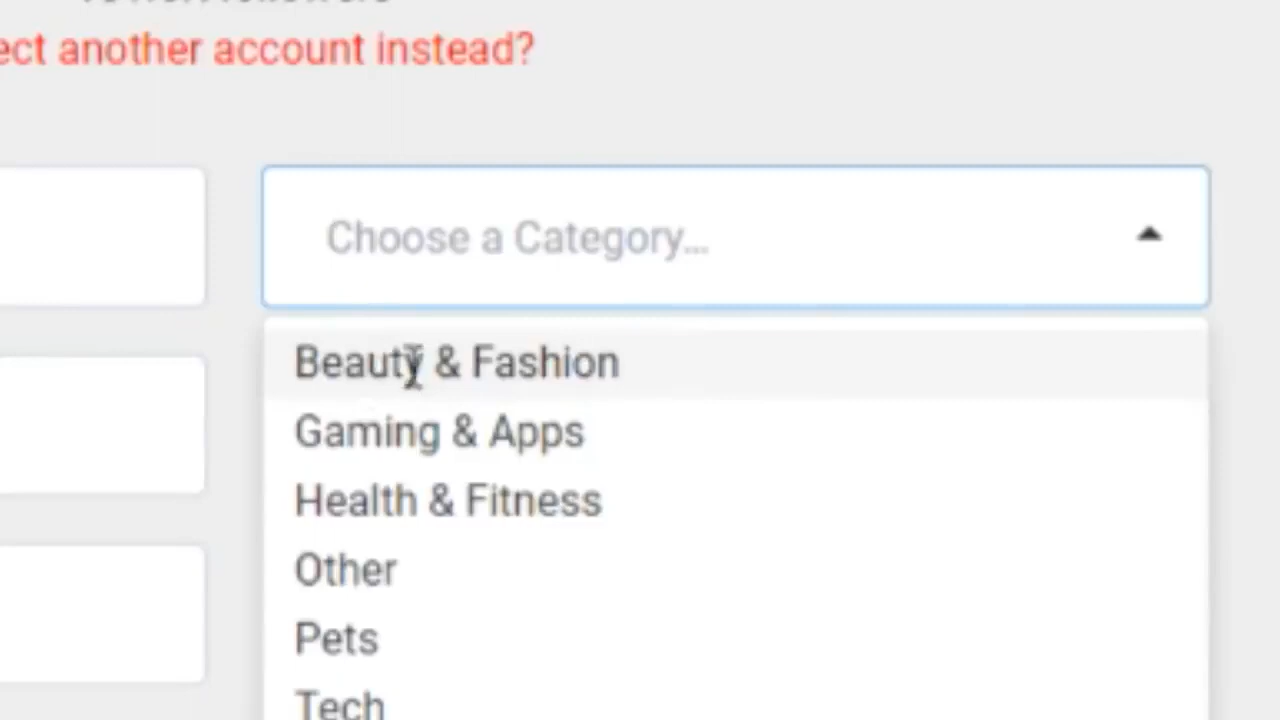 ect another account instead?
Choose a Category...
Beauty & Fashion
Gaming & Apps
Health & Fitness
Other
Pets
Tech